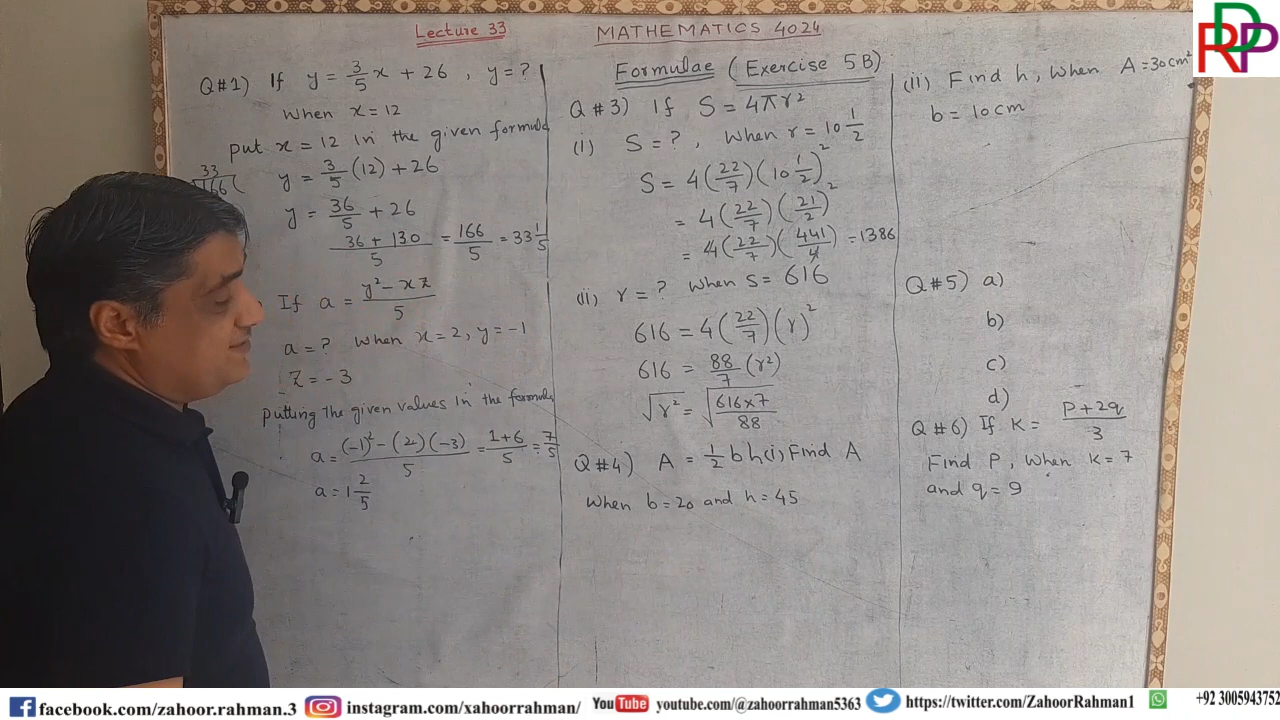 Lecture 33
MATHEMATICS 4024
RDP
Q#1) If y = 3/5 x + 26 , y = ?
When x = 12
put x = 12 in the given formula
33
166
y = 3/5 (12) + 26
y = 36/5 + 26
36 + 130 / 5 = 166/5 = 33 1/5
If a = y² - xz / 5
a = ? When x = 2, y = -1
z = -3
putting the given values in the formula
a = (-1)² - (2)(-3) / 5 = 1+6 / 5 = 7/5
a = 1 2/5
Formulae (Exercise 5B)
Q#3) If S = 4πr²
(i) S = ? , When r = 10 1/2
S = 4(22/7)(10 1/2)²
= 4(22/7)(21/2)²
= 4(22/7)(441/4) = 1386
(ii) r = ? When S = 616
616 = 4(22/7)(r)²
616 = 88/7 (r²)
√r² = √616×7 / 88
Q#4) A = 1/2 bh (i) Find A
When b = 20 and h = 45
(ii) Find h, When A = 30cm²
b = 10cm
Q#5) a)
b)
c)
d)
Q#6) If K = P+2q / 3
Find P, When K = 7
and q = 9
facebook.com/zahoor.rahman.3
instagram.com/xahoorrahman/
YouTube youtube.com/@zahoorrahman5363
https://twitter.com/ZahoorRahman1
+92 3005943752